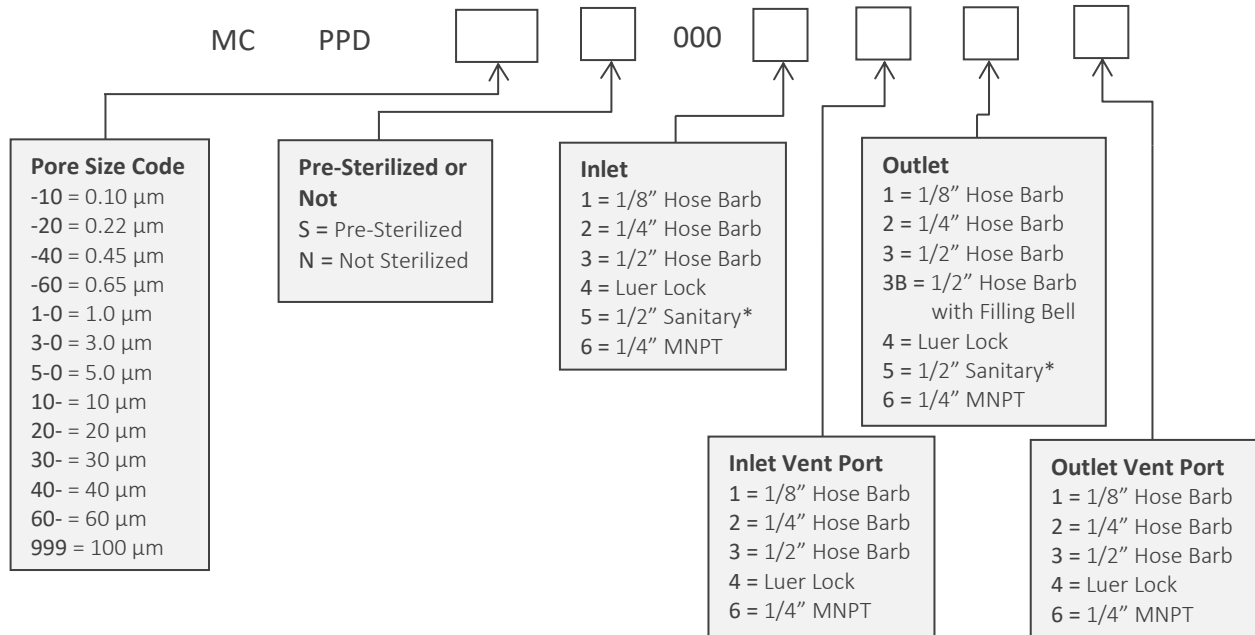 MC PPD 000
Pore Size Code
-10 = 0.10 µm
-20 = 0.22 µm
-40 = 0.45 µm
-60 = 0.65 µm
1-0 = 1.0 µm
3-0 = 3.0 µm
5-0 = 5.0 µm
10- = 10 µm
20- = 20 µm
30- = 30 µm
40- = 40 µm
60- = 60 µm
999 = 100 µm
Pre-Sterilized or
Not
S = Pre-Sterilized
N = Not Sterilized
Inlet
1 = 1/8” Hose Barb
2 = 1/4” Hose Barb
3 = 1/2” Hose Barb
4 = Luer Lock
5 = 1/2” Sanitary*
6 = 1/4” MNPT
Inlet Vent Port
1 = 1/8” Hose Barb
2 = 1/4” Hose Barb
3 = 1/2” Hose Barb
4 = Luer Lock
6 = 1/4” MNPT
Outlet
1 = 1/8” Hose Barb
2 = 1/4” Hose Barb
3 = 1/2” Hose Barb
3B = 1/2” Hose Barb
with Filling Bell
4 = Luer Lock
5 = 1/2” Sanitary*
6 = 1/4” MNPT
Outlet Vent Port
1 = 1/8” Hose Barb
2 = 1/4” Hose Barb
3 = 1/2” Hose Barb
4 = Luer Lock
6 = 1/4” MNPT